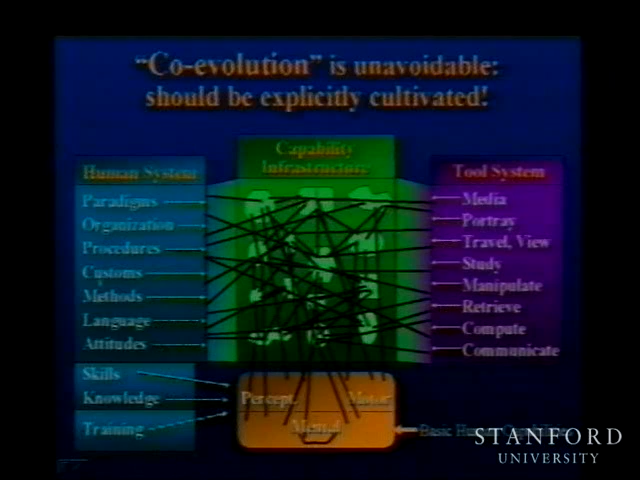 “Co-evolution” is unavoidable:
should be explicitly cultivated!
Capability
Infrastructure
Human System
Tool System
Paradigms
Organization
Procedures
Customs
Methods
Language
Attitudes
Media
Portray
Travel, View
Study
Manipulate
Retrieve
Compute
Communicate
Skills
Knowledge
Training
Percept.
Motor
Mental
Basic Human
STANFORD
UNIVERSITY